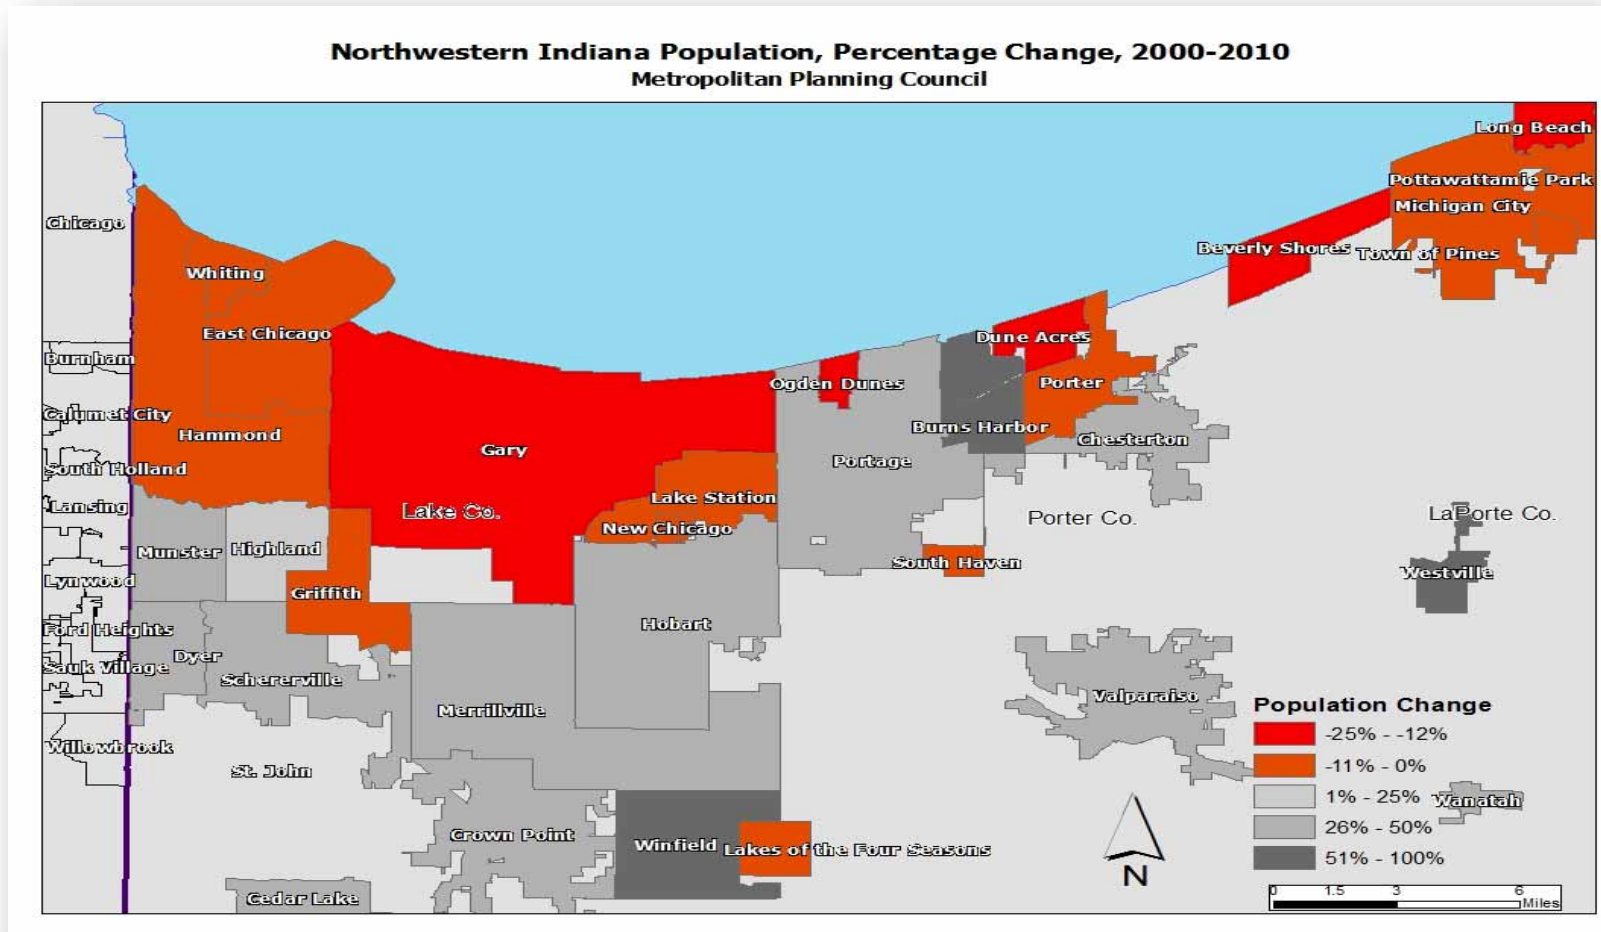 Northwestern Indiana Population, Percentage Change, 2000-2010
Metropolitan Planning Council
Long Beach
Pottawattamie Park
Michigan City
Chicago
Beverly Shores
Town of Pines
Whiting
East Chicago
Dune Acres
Burnham
Ogden Dunes
Porter
Calumet City
Hammond
Burns Harbor
Chesterton
Gary
Portage
South Holland
Lake Station
Lansing
Lake Co.
Porter Co.
LaPorte Co.
New Chicago
Munster
Highland
South Haven
Westville
Lynwood
Griffith
Ford Heights
Hobart
Dyer
Sauk Village
Schererville
Valparaiso
Merrillville
Willowbrook
St. John
Crown Point
Winfield
Lakes of the Four Seasons
Cedar Lake
Wanatah
Population Change
-25% - -12%
-11% - 0%
1% - 25%
26% - 50%
51% - 100%
N
0 1.5 3 6
Miles